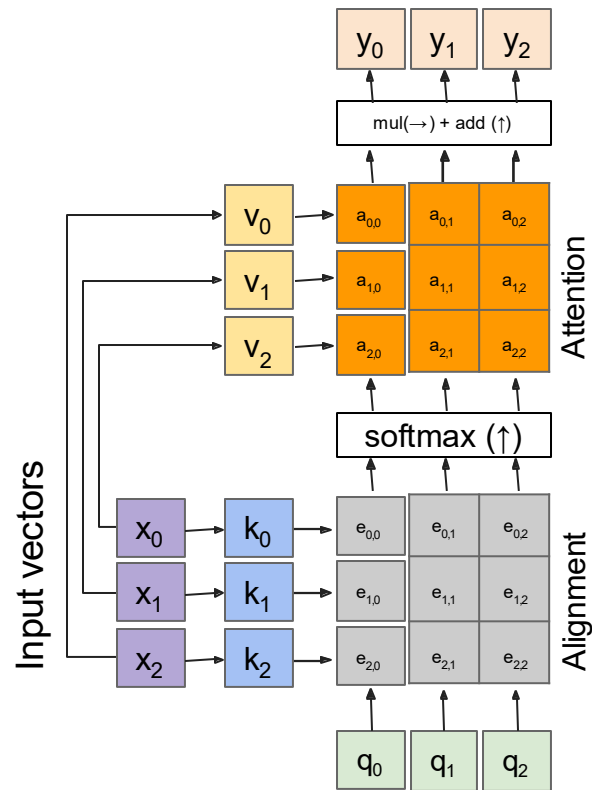 y0 y1 y2
mul(→) + add (↑)
v0 a0,0 a0,1 a0,2
v1 a1,0 a1,1 a1,2
v2 a2,0 a2,1 a2,2
Attention
softmax (↑)
Input vectors
x0 k0 e0,0 e0,1 e0,2
x1 k1 e1,0 e1,1 e1,2
x2 k2 e2,0 e2,1 e2,2
Alignment
q0 q1 q2